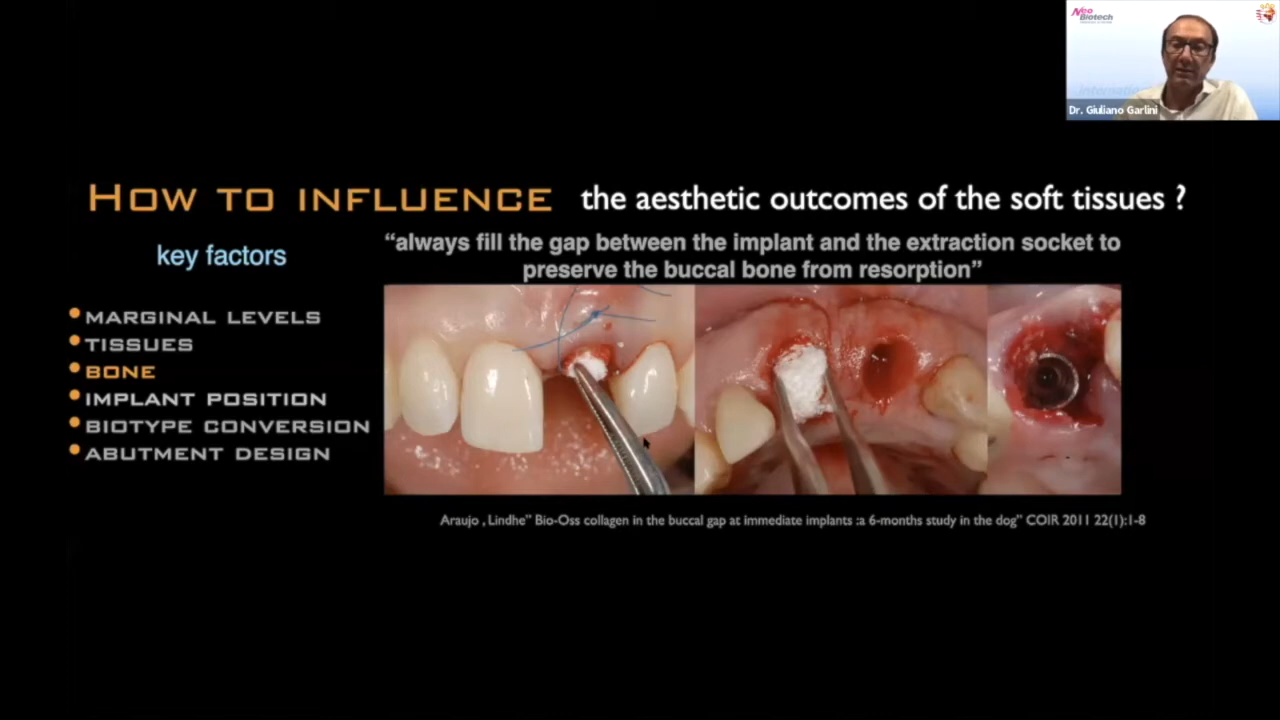 Neo
Biotech
Dr. Giuliano Garlini
HOW TO INFLUENCE the aesthetic outcomes of the soft tissues ?
key factors
“always fill the gap between the implant and the extraction socket to
preserve the buccal bone from resorption”
• MARGINAL LEVELS
• TISSUES
• BONE
• IMPLANT POSITION
• BIOTYPE CONVERSION
• ABUTMENT DESIGN
Araujo , Lindhe” Bio-Oss collagen in the buccal gap at immediate implants :a 6-months study in the dog” COIR 2011 22(1):1-8